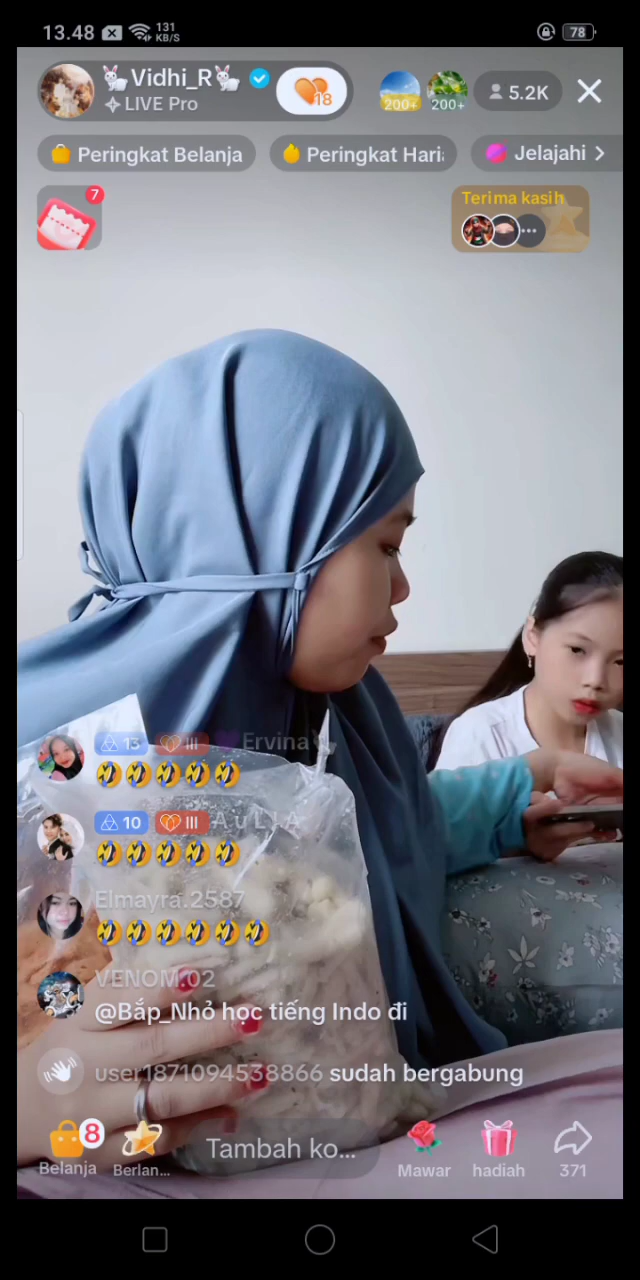 13.48
131
KB/S
78
Vidhi_R
LIVE Pro
18
200+
200+
5.2K
Peringkat Belanja
Peringkat Hari
Jelajahi
7
Terima kasih
13 III Ervina
10 III A u L I A
Elmayra.2587
VENOM.02
@Bắp_Nhỏ học tiếng Indo đi
user1871094538866 sudah bergabung
8
Belanja
Berlan...
Tambah ko...
Mawar
hadiah
371